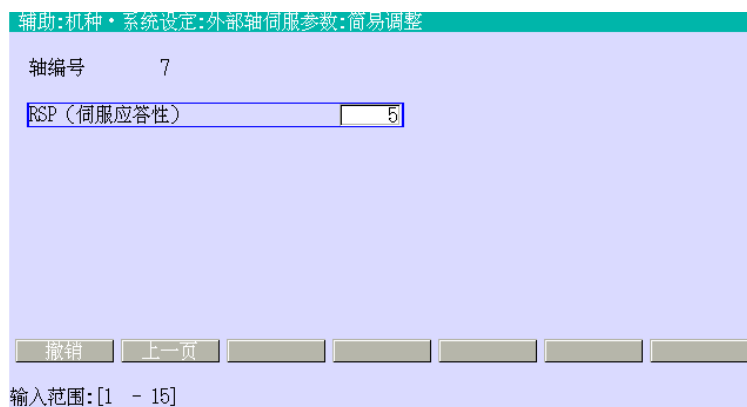 辅助:机种·系统设定:外部轴伺服参数:简易调整
轴编号 7
RSP（伺服应答性） 5
撤销 上一页
输入范围:[1 - 15]